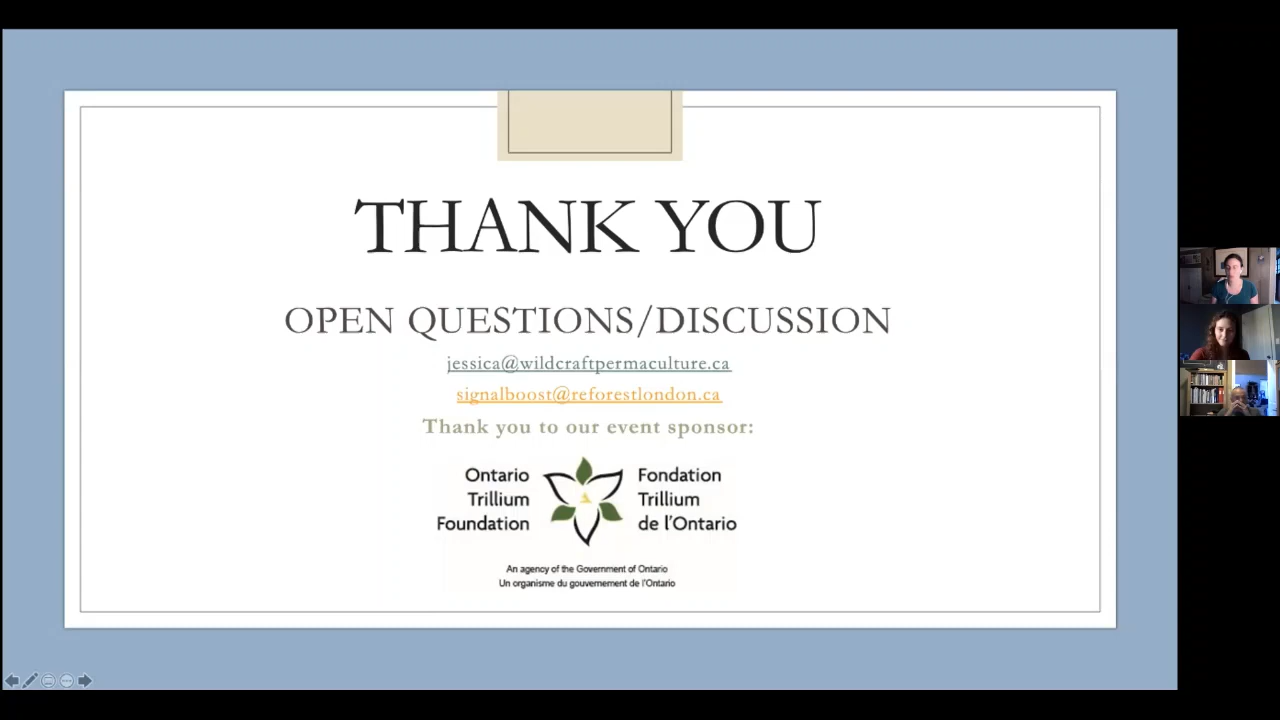 THANK YOU
OPEN QUESTIONS/DISCUSSION
jessica@wildcraftpermaculture.ca
signalboost@reforestlondon.ca
Thank you to our event sponsor:
Ontario
Trillium
Foundation
Fondation
Trillium
de l'Ontario
An agency of the Government of Ontario
Un organisme du gouvernement de l'Ontario